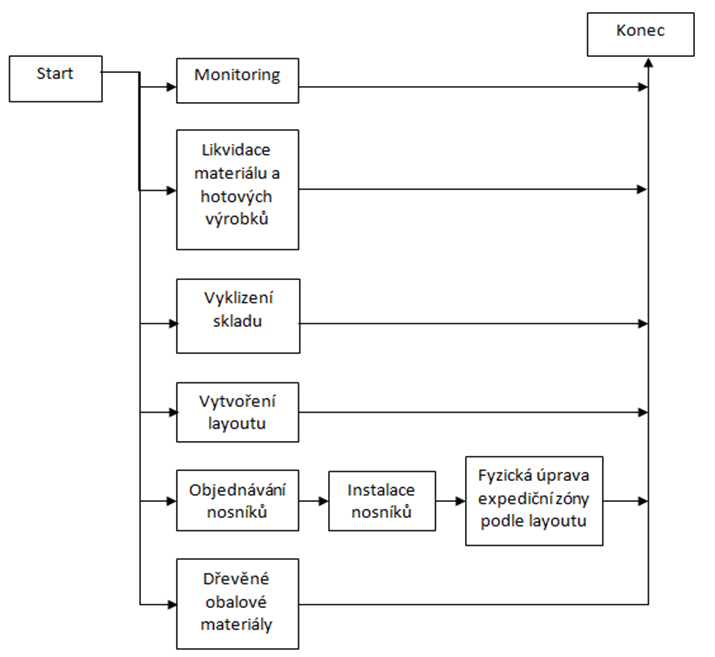 Konec
Start
Monitoring
Likvidace
materiálu a
hotových
výrobků
Vyklizení
skladu
Vytvoření
layoutu
Objednávání
nosníků
Instalace
nosníků
Fyzická úprava
expediční zóny
podle layoutu
Dřevěné
obalové
materiály